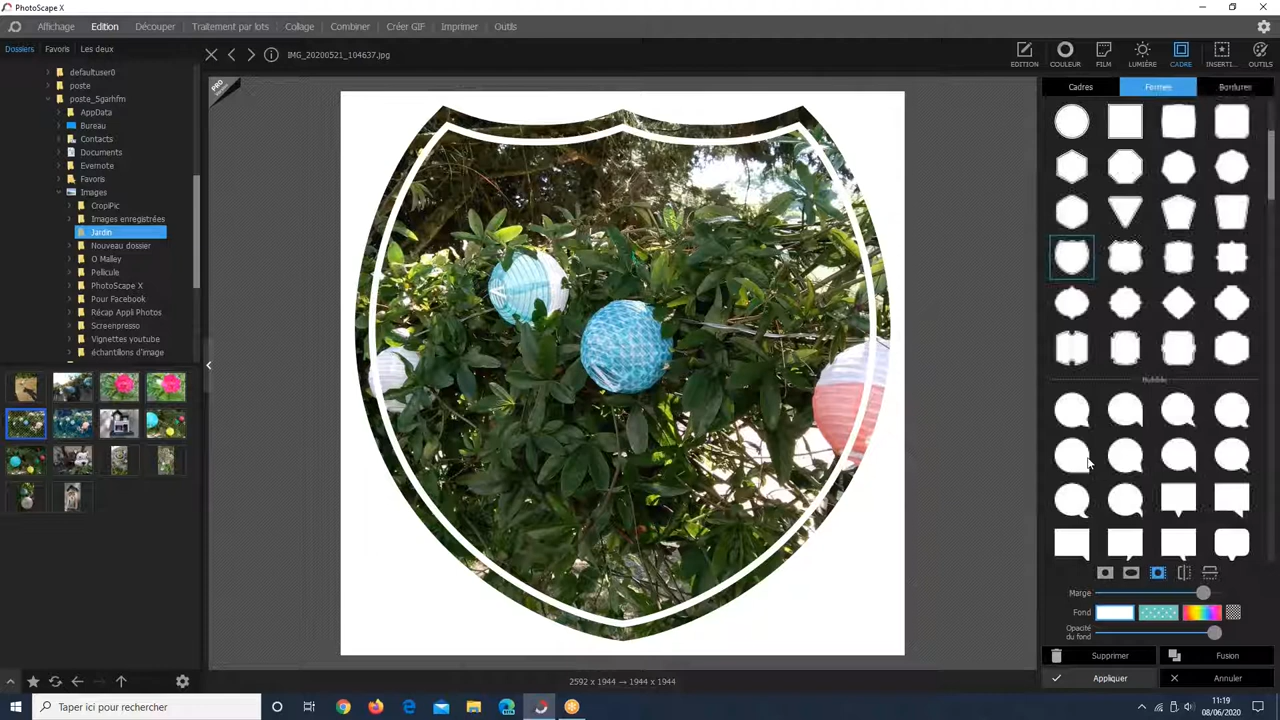 PhotoScape X
Affichage
Edition
Découper
Traitement par lots
Collage
Combiner
Créer GIF
Imprimer
Outils
Dossiers
Favoris
Les deux
IMG_20200521_104637.jpg
EDITION
COULEUR
FILM
LUMIÈRE
CADRE
INSERTI...
OUTILS
PRO
Cadres
Formes
Bordures
defaultuser0
poste
poste_5garhfm
AppData
Bureau
Contacts
Documents
Evernote
Favoris
Images
CropiPic
Images enregistrées
Jardin
Nouveau dossier
O Malley
Pellicule
PhotoScape X
Pour Facebook
Récap Appli Photos
Screenpresso
Vignettes youtube
échantillons d'image
Marge
Fond
Opacité
du fond
Supprimer
Fusion
Appliquer
Annuler
2592 x 1944 → 1944 x 1944
Taper ici pour rechercher
11:19
08/06/2020